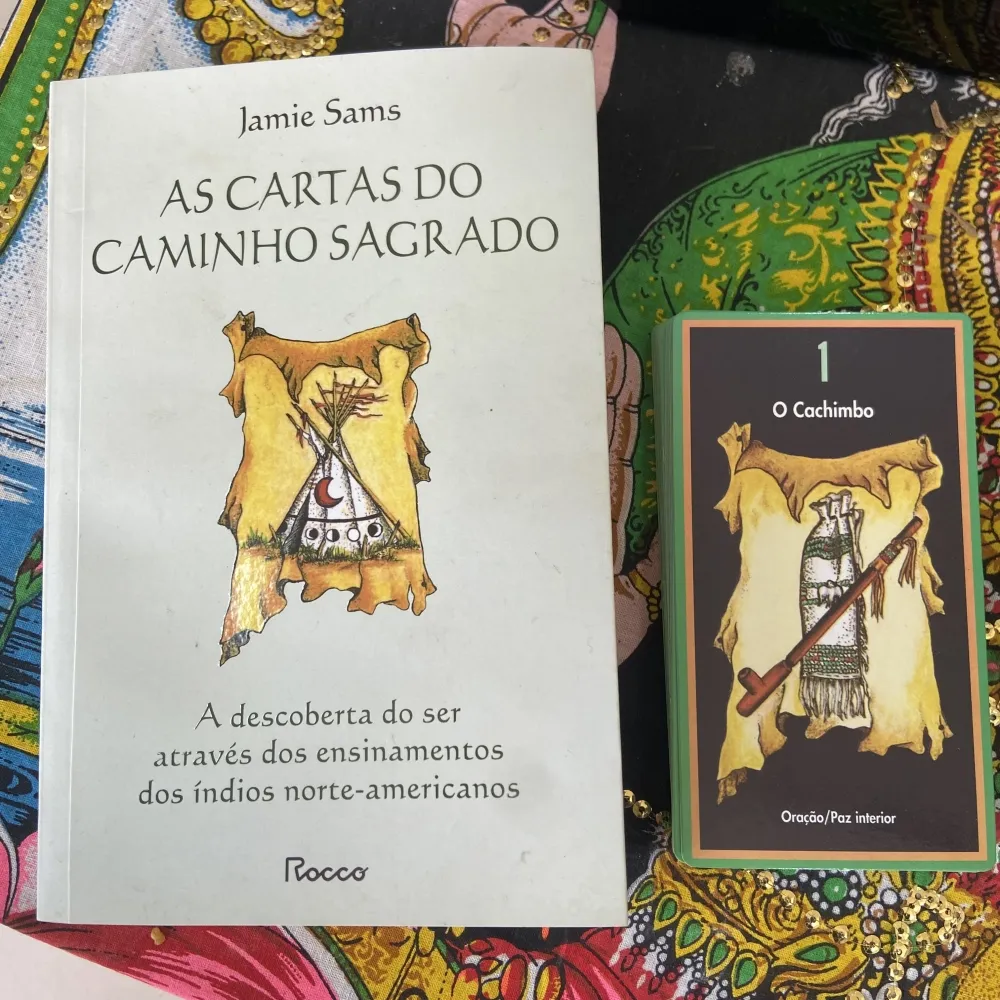 Jamie Sams
AS CARTAS DO
CAMINHO SAGRADO
A descoberta do ser
através dos ensinamentos
dos índios norte-americanos
Rocco
1
O Cachimbo
Oração/Paz interior